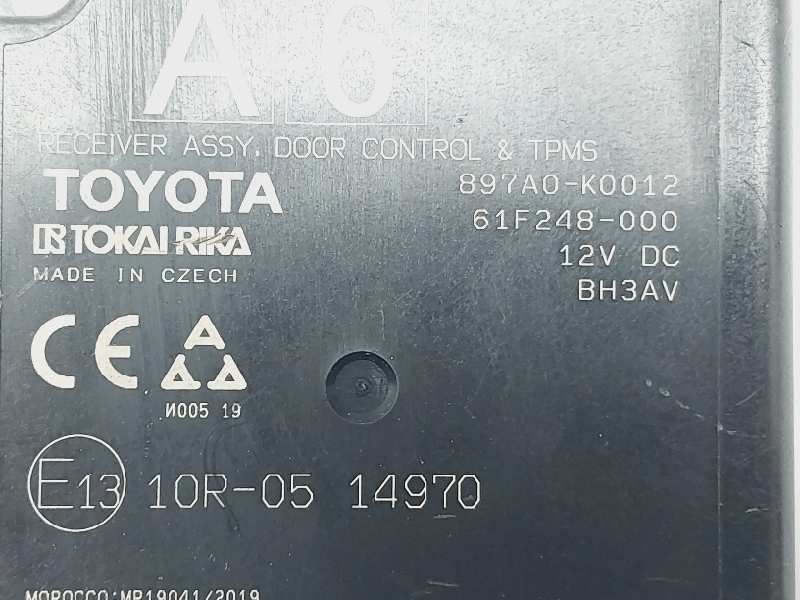 A 6
RECEIVER ASSY, DOOR CONTROL & TPMS
TOYOTA 897A0-K0012
TOKAI RIKA 61F248-000
MADE IN CZECH 12V DC
BH3AV
CE AAA
И005 19
E13 10R-05 14970
MOROCCO:MR19041/2019